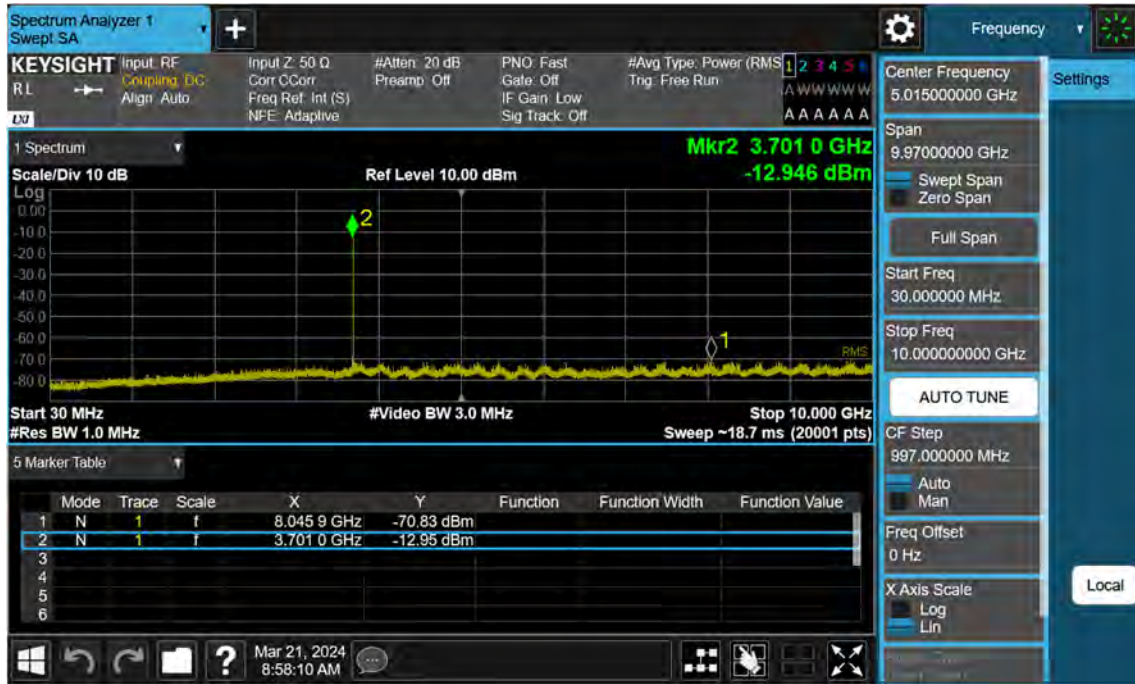 Spectrum Analyzer 1
Swept SA
+
Frequency
KEYSIGHT
RL
LXI
Input: RF
Coupling: DC
Align: Auto
Input Z: 50 Ω
Corr CCorr
Freq Ref: Int (S)
NFE: Adaptive
#Atten: 20 dB
Preamp: Off
PNO: Fast
Gate: Off
IF Gain: Low
Sig Track: Off
#Avg Type: Power (RMS
Trig: Free Run
1 2 3 4 5 6
A W W W W W
A A A A A A
1 Spectrum
Scale/Div 10 dB
Ref Level 10.00 dBm
Mkr2 3.701 0 GHz
-12.946 dBm
Log
0.00
-10.0
-20.0
-30.0
-40.0
-50.0
-60.0
-70.0
-80.0
2
1
RMS
Start 30 MHz
#Video BW 3.0 MHz
Stop 10.000 GHz
#Res BW 1.0 MHz
Sweep ~18.7 ms (20001 pts)
5 Marker Table
Mode Trace Scale X Y Function Function Width Function Value
1 N 1 f 8.045 9 GHz -70.83 dBm
2 N 1 f 3.701 0 GHz -12.95 dBm
3
4
5
6
Mar 21, 2024
8:58:10 AM
?
Center Frequency
5.015000000 GHz
Settings
Span
9.97000000 GHz
Swept Span
Zero Span
Full Span
Start Freq
30.000000 MHz
Stop Freq
10.000000000 GHz
AUTO TUNE
CF Step
997.000000 MHz
Auto
Man
Freq Offset
0 Hz
X Axis Scale
Log
Lin
Local